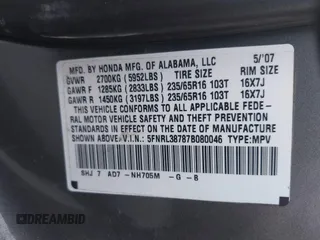 MFD. BY HONDA MFG. OF ALABAMA, LLC 5/'07
GVWR 2700KG (5952LBS) TIRE SIZE RIM SIZE
GAWR F 1285KG (2833LBS) 235/65R16 103T 16X7J
GAWR R 1450KG (3197LBS) 235/65R16 103T 16X7J
THIS VEHICLE CONFORMS TO ALL APPLICABLE FEDE-
RAL MOTOR VEHICLE SAFETY AND THEFT PREVENTION
STANDARDS IN EFFECT ON THE DATE OF MANUFACTURE
SHOWN ABOVE. V.I.N.: 5FNRL38787B080046 TYPE:MPV
SHJ 7 AD7 -NH705M -G -B
DREAMBID